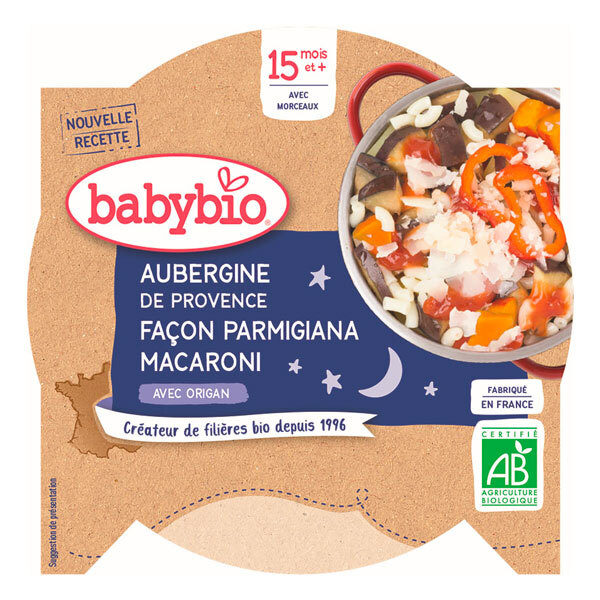 15 mois et +
AVEC
MORCEAUX
NOUVELLE
RECETTE
babybio
AUBERGINE
DE PROVENCE
FAÇON PARMIGIANA
MACARONI
AVEC ORIGAN
Créateur de filières bio depuis 1996
FABRIQUÉ
EN FRANCE
CERTIFIÉ
AB
AGRICULTURE
BIOLOGIQUE
Suggestion de présentation